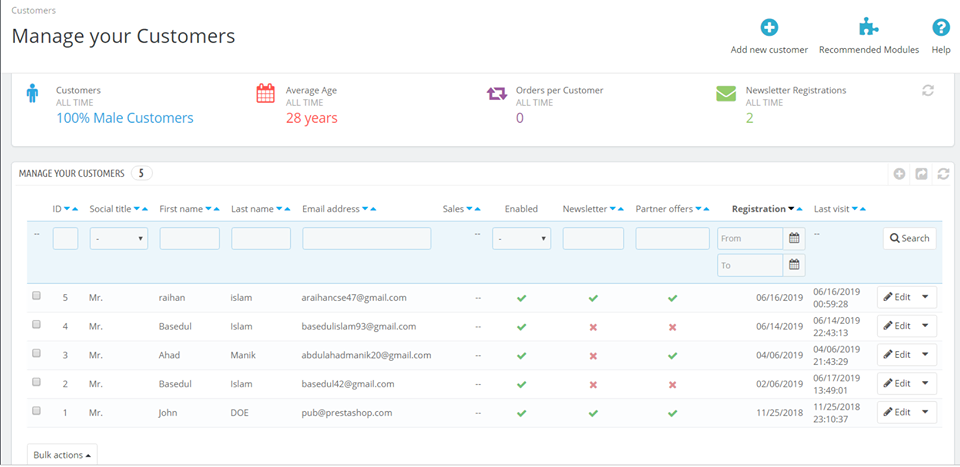 Customers
Manage your Customers
Add new customer Recommended Modules Help
Customers Average Age Orders per Customer Newsletter Registrations
ALL TIME ALL TIME ALL TIME ALL TIME
100% Male Customers 28 years 0 2
MANAGE YOUR CUSTOMERS 5
ID Social title First name Last name Email address Sales Enabled Newsletter Partner offers Registration Last visit
-- - -- - From -- Search
To
5 Mr. raihan islam araihancse47@gmail.com -- 06/16/2019 06/16/2019 00:59:28 Edit
4 Mr. Basedul Islam basedulislam93@gmail.com -- 06/14/2019 06/14/2019 22:43:13 Edit
3 Mr. Ahad Manik abdulahadmanik20@gmail.com -- 04/06/2019 04/06/2019 21:43:29 Edit
2 Mr. Basedul Islam basedul42@gmail.com -- 02/06/2019 06/17/2019 13:49:01 Edit
1 Mr. John DOE pub@prestashop.com -- 11/25/2018 11/25/2018 23:10:37 Edit
Bulk actions